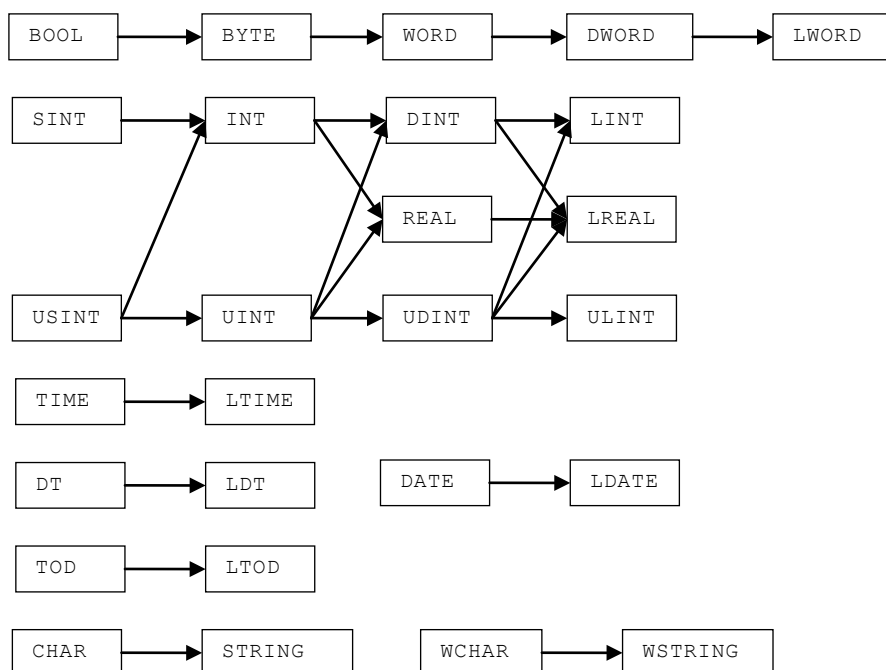 BOOL BYTE WORD DWORD LWORD
SINT INT DINT LINT
REAL LREAL
USINT UINT UDINT ULINT
TIME LTIME
DT LDT DATE LDATE
TOD LTOD
CHAR STRING WCHAR WSTRING